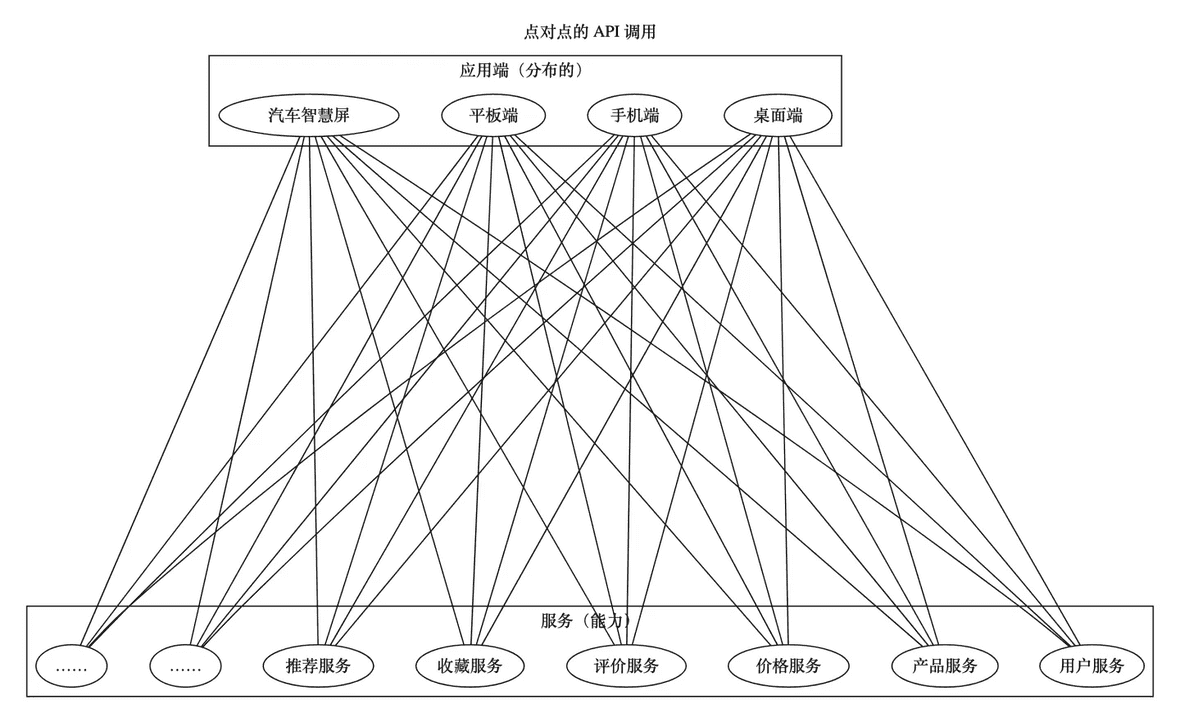 点对点的 API 调用
应用端（分布的）
汽车智慧屏 平板端 手机端 桌面端
服务（能力）
…… …… 推荐服务 收藏服务 评价服务 价格服务 产品服务 用户服务